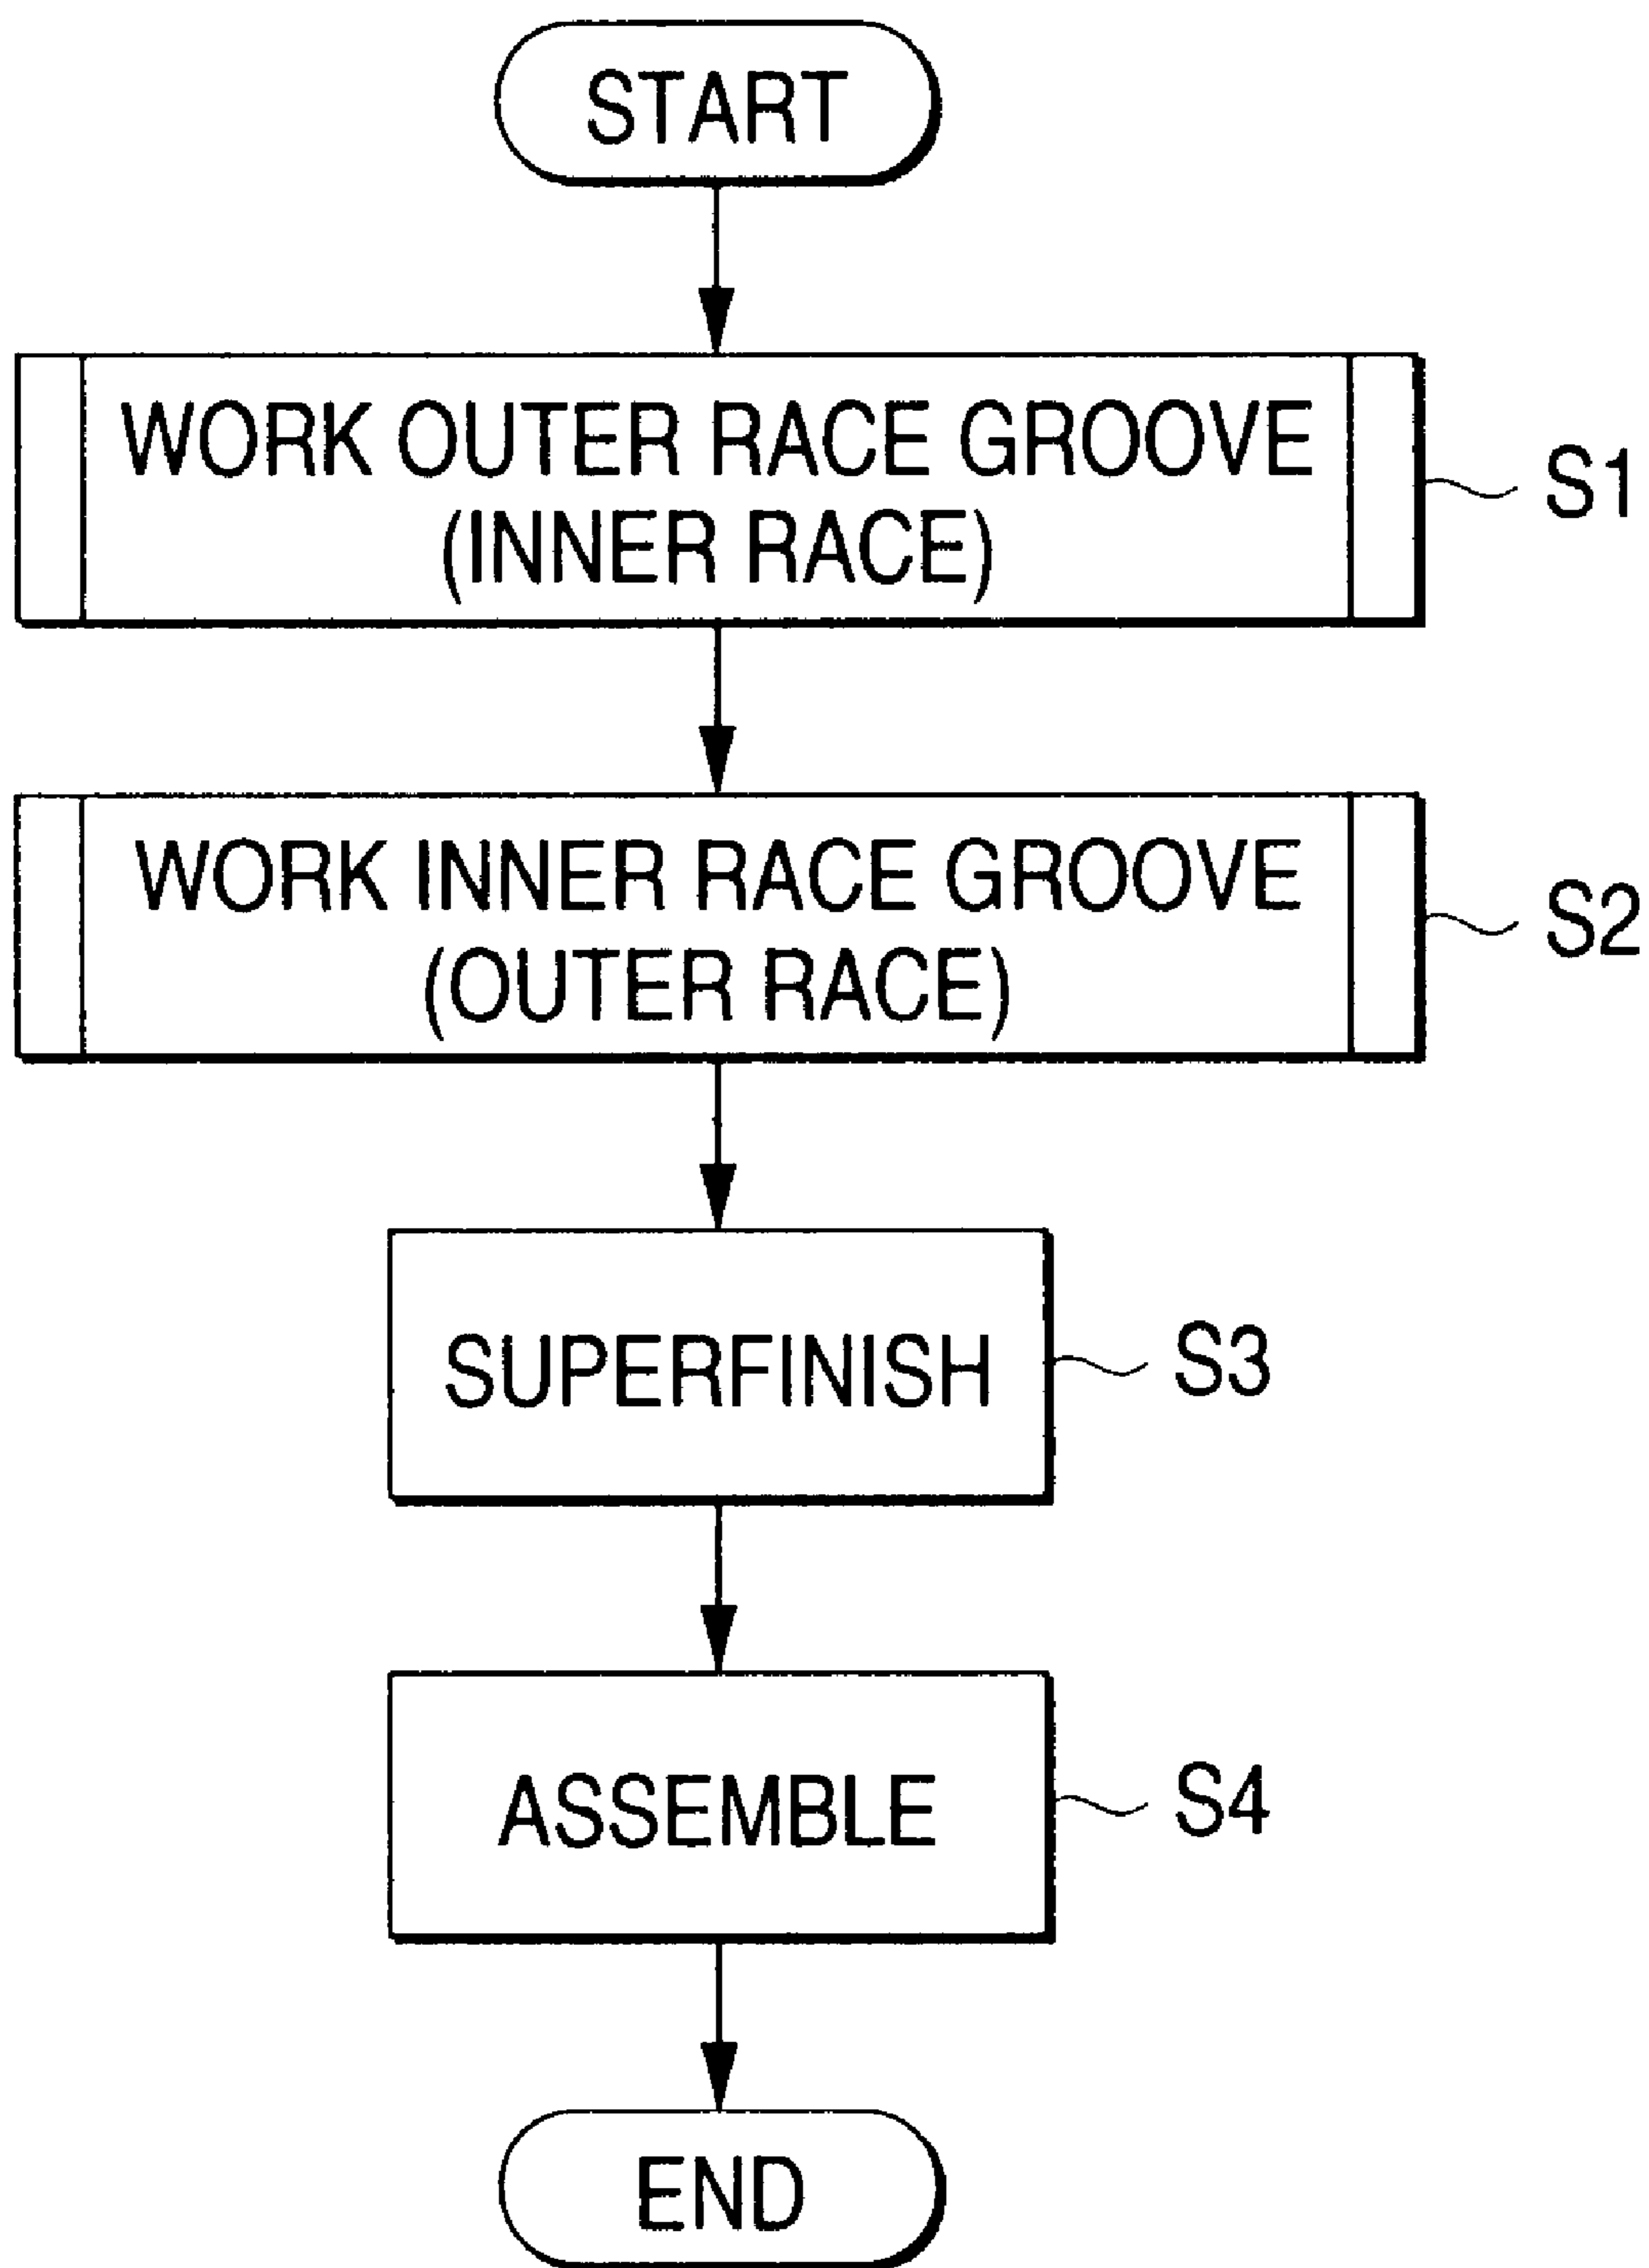 START
WORK OUTER RACE GROOVE
(INNER RACE)
S1
WORK INNER RACE GROOVE
(OUTER RACE)
S2
SUPERFINISH
S3
ASSEMBLE
S4
END